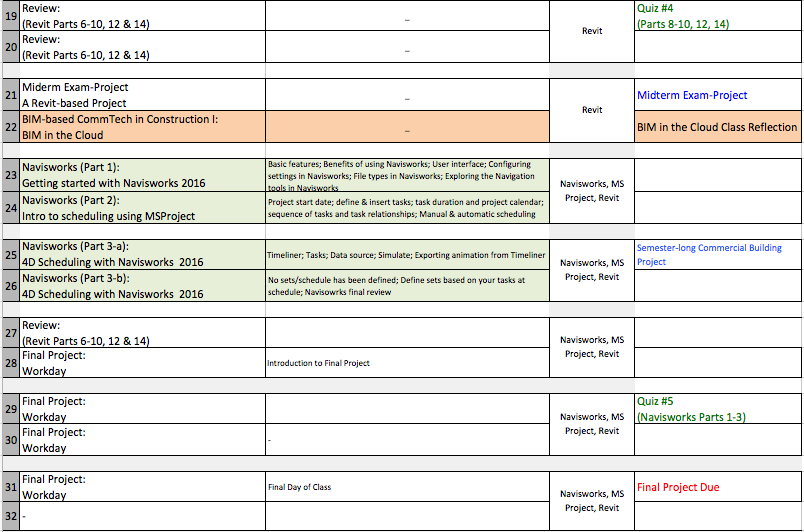 19 Review: Quiz #4
(Revit Parts 6-10, 12 & 14) – Revit (Parts 8-10, 12, 14)
20 Review:
(Revit Parts 6-10, 12 & 14) –
21 Miderm Exam-Project
A Revit-based Project – Revit Midterm Exam-Project
22 BIM-based CommTech in Construction I:
BIM in the Cloud – BIM in the Cloud Class Reflection
23 Navisworks (Part 1):
Getting started with Navisworks 2016
Basic features; Benefits of using Navisworks; User interface; Configuring
settings in Navisworks; File types in Navisworks; Exploring the Navigation
tools in Navisworks
Navisworks, MS
Project, Revit
24 Navisworks (Part 2):
Intro to scheduling using MSProject
Project start date; define & insert tasks; task duration and project calendar;
sequence of tasks and task relationships; Manual & automatic scheduling
25 Navisworks (Part 3-a):
4D Scheduling with Navisworks 2016
Timeliner; Tasks; Data source; Simulate; Exporting animation from Timeliner
Navisworks, MS
Project, Revit
Semester-long Commercial Building
Project
26 Navisworks (Part 3-b):
4D Scheduling with Navisworks 2016
No sets/schedule has been defined; Define sets based on your tasks at
schedule; Navisowrks final review
27 Review:
(Revit Parts 6-10, 12 & 14)
Navisworks, MS
Project, Revit
28 Final Project:
Workday
Introduction to Final Project
29 Final Project:
Workday
Navisworks, MS
Project, Revit
Quiz #5
(Navisworks Parts 1-3)
30 Final Project:
Workday
-
31 Final Project:
Workday
Final Day of Class
Navisworks, MS
Project, Revit
Final Project Due
32 -